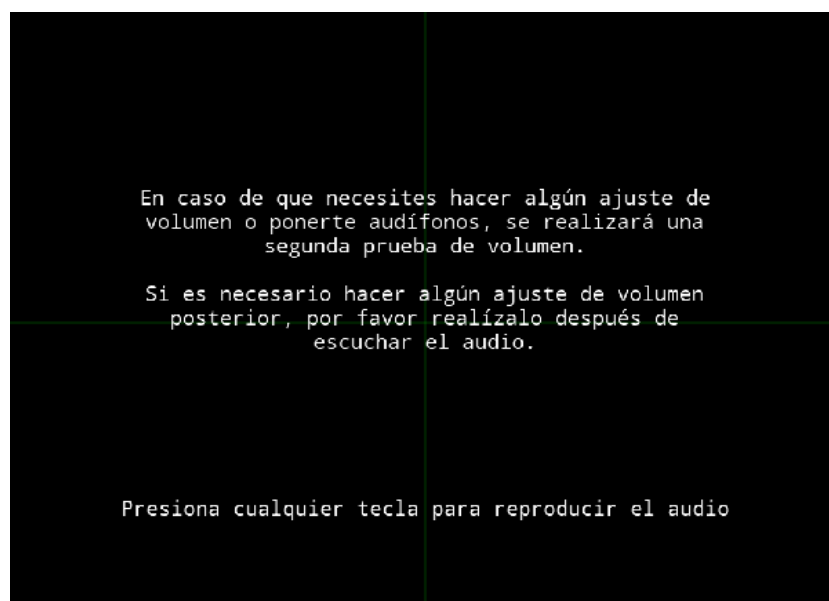 En caso de que necesites hacer algún ajuste de
volumen o ponerte audífonos, se realizará una
segunda prueba de volumen.
Si es necesario hacer algún ajuste de volumen
posterior, por favor realízalo después de
escuchar el audio.
Presiona cualquier tecla para reproducir el audio